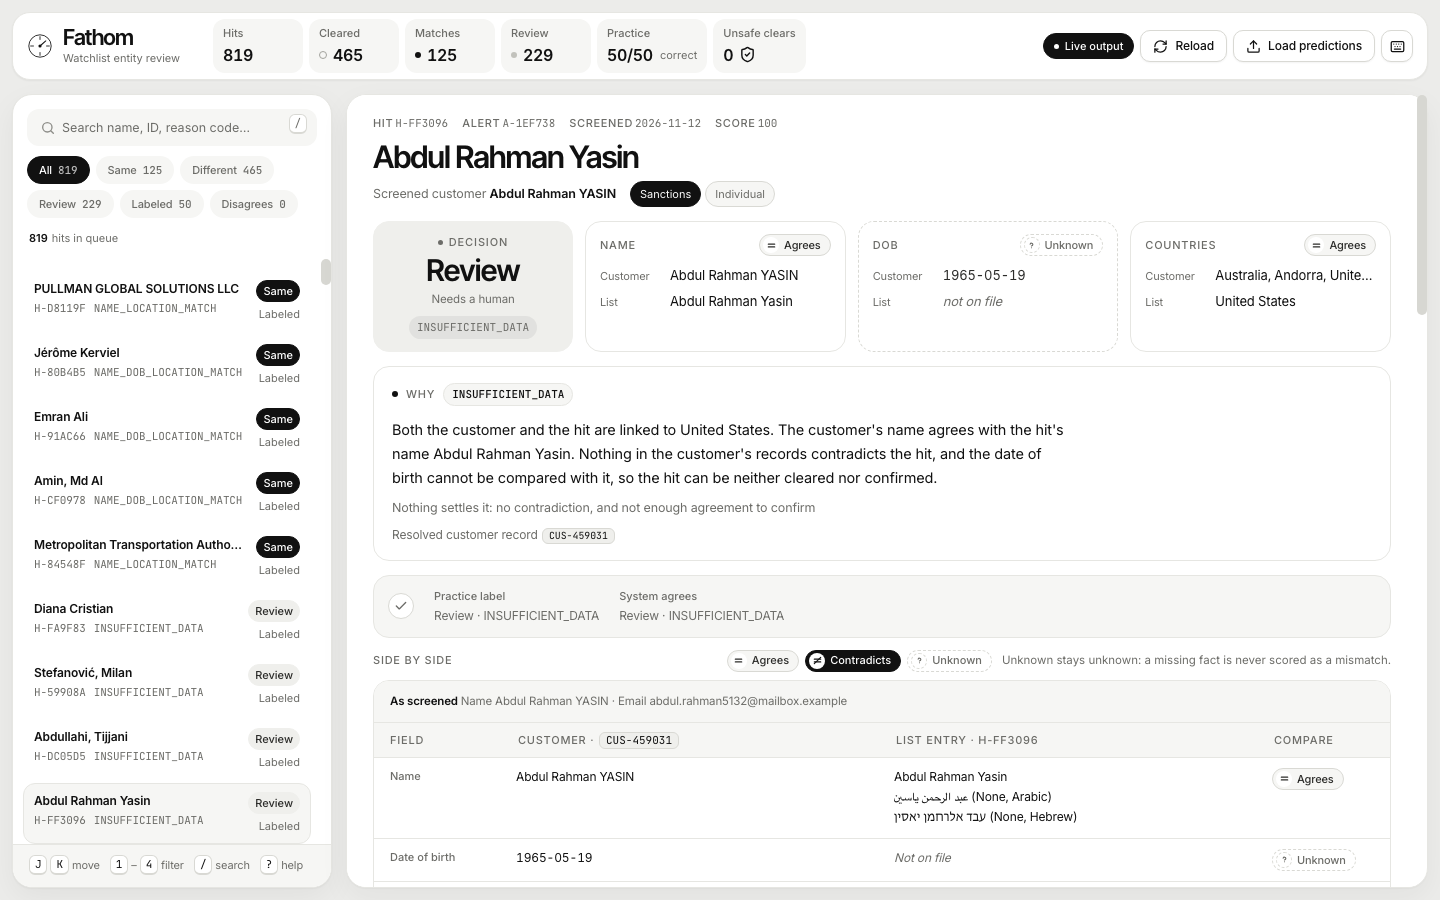 Fathom
Watchlist entity review
Hits
819
Cleared
465
Matches
125
Review
229
Practice
50/50 correct
Unsafe clears
0
Live output
Reload
Load predictions
Search name, ID, reason code...
/
All 819
Same 125
Different 465
Review 229
Labeled 50
Disagrees 0
819 hits in queue
PULLMAN GLOBAL SOLUTIONS LLC
Same
H-D8119F NAME_LOCATION_MATCH
Labeled
Jérôme Kerviel
Same
H-80B4B5 NAME_DOB_LOCATION_MATCH
Labeled
Emran Ali
Same
H-91AC66 NAME_DOB_LOCATION_MATCH
Labeled
Amin, Md Al
Same
H-CF0978 NAME_DOB_LOCATION_MATCH
Labeled
Metropolitan Transportation Autho...
Same
H-84548F NAME_LOCATION_MATCH
Labeled
Diana Cristian
Review
H-FA9F83 INSUFFICIENT_DATA
Labeled
Stefanović, Milan
Review
H-59908A INSUFFICIENT_DATA
Labeled
Abdullahi, Tijjani
Review
H-DC05D5 INSUFFICIENT_DATA
Labeled
Abdul Rahman Yasin
Review
H-FF3096 INSUFFICIENT_DATA
Labeled
J K move 1 – 4 filter / search ? help
HIT H-FF3096 ALERT A-1EF738 SCREENED 2026-11-12 SCORE 100
Abdul Rahman Yasin
Screened customer Abdul Rahman YASIN Sanctions Individual
DECISION
Review
Needs a human
INSUFFICIENT_DATA
NAME
= Agrees
Customer Abdul Rahman YASIN
List Abdul Rahman Yasin
DOB
? Unknown
Customer 1965-05-19
List not on file
COUNTRIES
= Agrees
Customer Australia, Andorra, Unite...
List United States
WHY INSUFFICIENT_DATA
Both the customer and the hit are linked to United States. The customer's name agrees with the hit's
name Abdul Rahman Yasin. Nothing in the customer's records contradicts the hit, and the date of
birth cannot be compared with it, so the hit can be neither cleared nor confirmed.
Nothing settles it: no contradiction, and not enough agreement to confirm
Resolved customer record CUS-459031
Practice label
Review · INSUFFICIENT_DATA
System agrees
Review · INSUFFICIENT_DATA
SIDE BY SIDE
= Agrees ≠ Contradicts ? Unknown Unknown stays unknown: a missing fact is never scored as a mismatch.
As screened Name Abdul Rahman YASIN · Email abdul.rahman5132@mailbox.example
FIELD CUSTOMER · CUS-459031 LIST ENTRY · H-FF3096 COMPARE
Name Abdul Rahman YASIN Abdul Rahman Yasin = Agrees
عبد الرحمن ياسين (None, Arabic)
עבד אלרחמן יאסין (None, Hebrew)
Date of birth 1965-05-19 Not on file ? Unknown